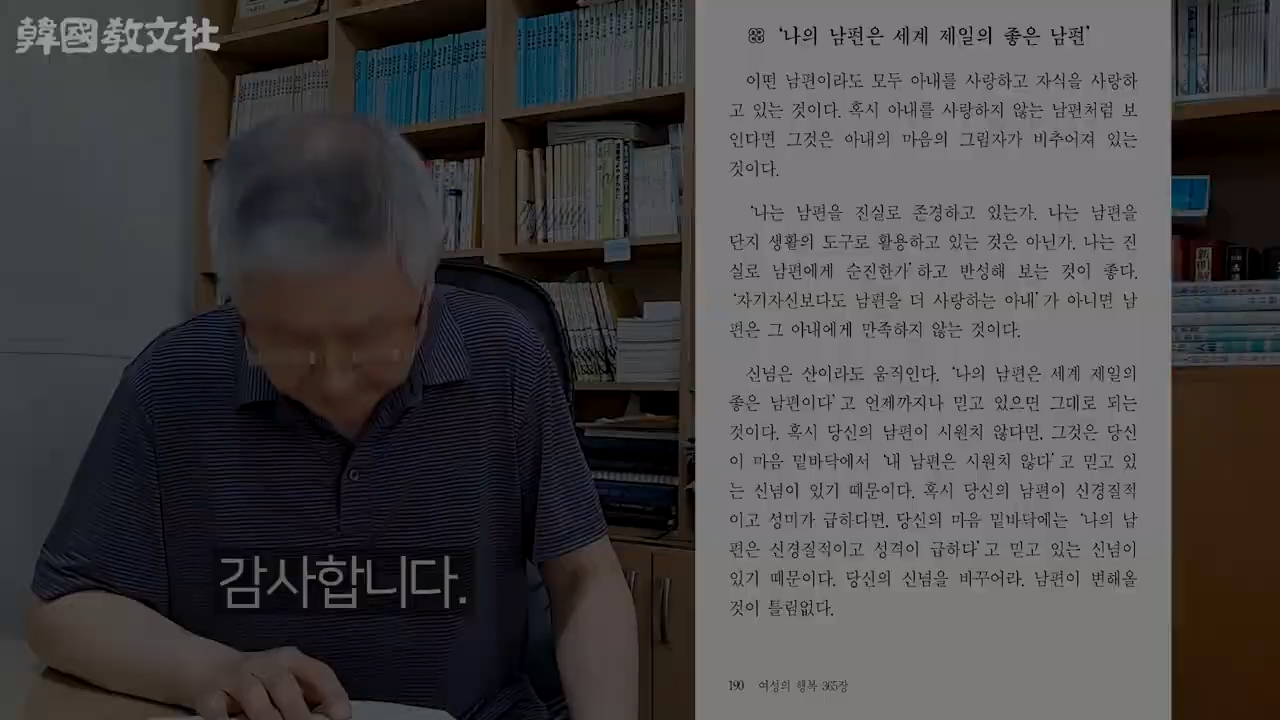 韓國敎文社
‘나의 남편은 세계 제일의 좋은 남편’
어떤 남편이라도 모두 아내를 사랑하고 자식을 사랑하
고 있는 것이다. 혹시 아내를 사랑하지 않는 남편처럼 보
인다면 그것은 아내의 마음의 그림자가 비추어져 있는
것이다.
‘나는 남편을 진실로 존경하고 있는가. 나는 남편을
단지 생활의 도구로 활용하고 있는 것은 아닌가. 나는 진
실로 남편에게 순진한가’ 하고 반성해 보는 것이 좋다.
‘자기자신보다도 남편을 더 사랑하는 아내’ 가 아니면 남
편은 그 아내에게 만족하지 않는 것이다.
신념은 산이라도 움직인다. ‘나의 남편은 세계 제일의
좋은 남편이다’ 고 언제까지나 믿고 있으면 그대로 되는
것이다. 혹시 당신의 남편이 시원치 않다면, 그것은 당신
이 마음 밑바닥에서 ‘내 남편은 시원치 않다’ 고 믿고 있
는 신념이 있기 때문이다. 혹시 당신의 남편이 신경질적
이고 성미가 급하다면, 당신의 마음 밑바닥에는 ‘나의 남
편은 신경질적이고 성격이 급하다’ 고 믿고 있는 신념이
있기 때문이다. 당신의 신념을 바꾸어라. 남편이 변해올
것이 틀림없다.
190 여성의 행복 365장
감사합니다.